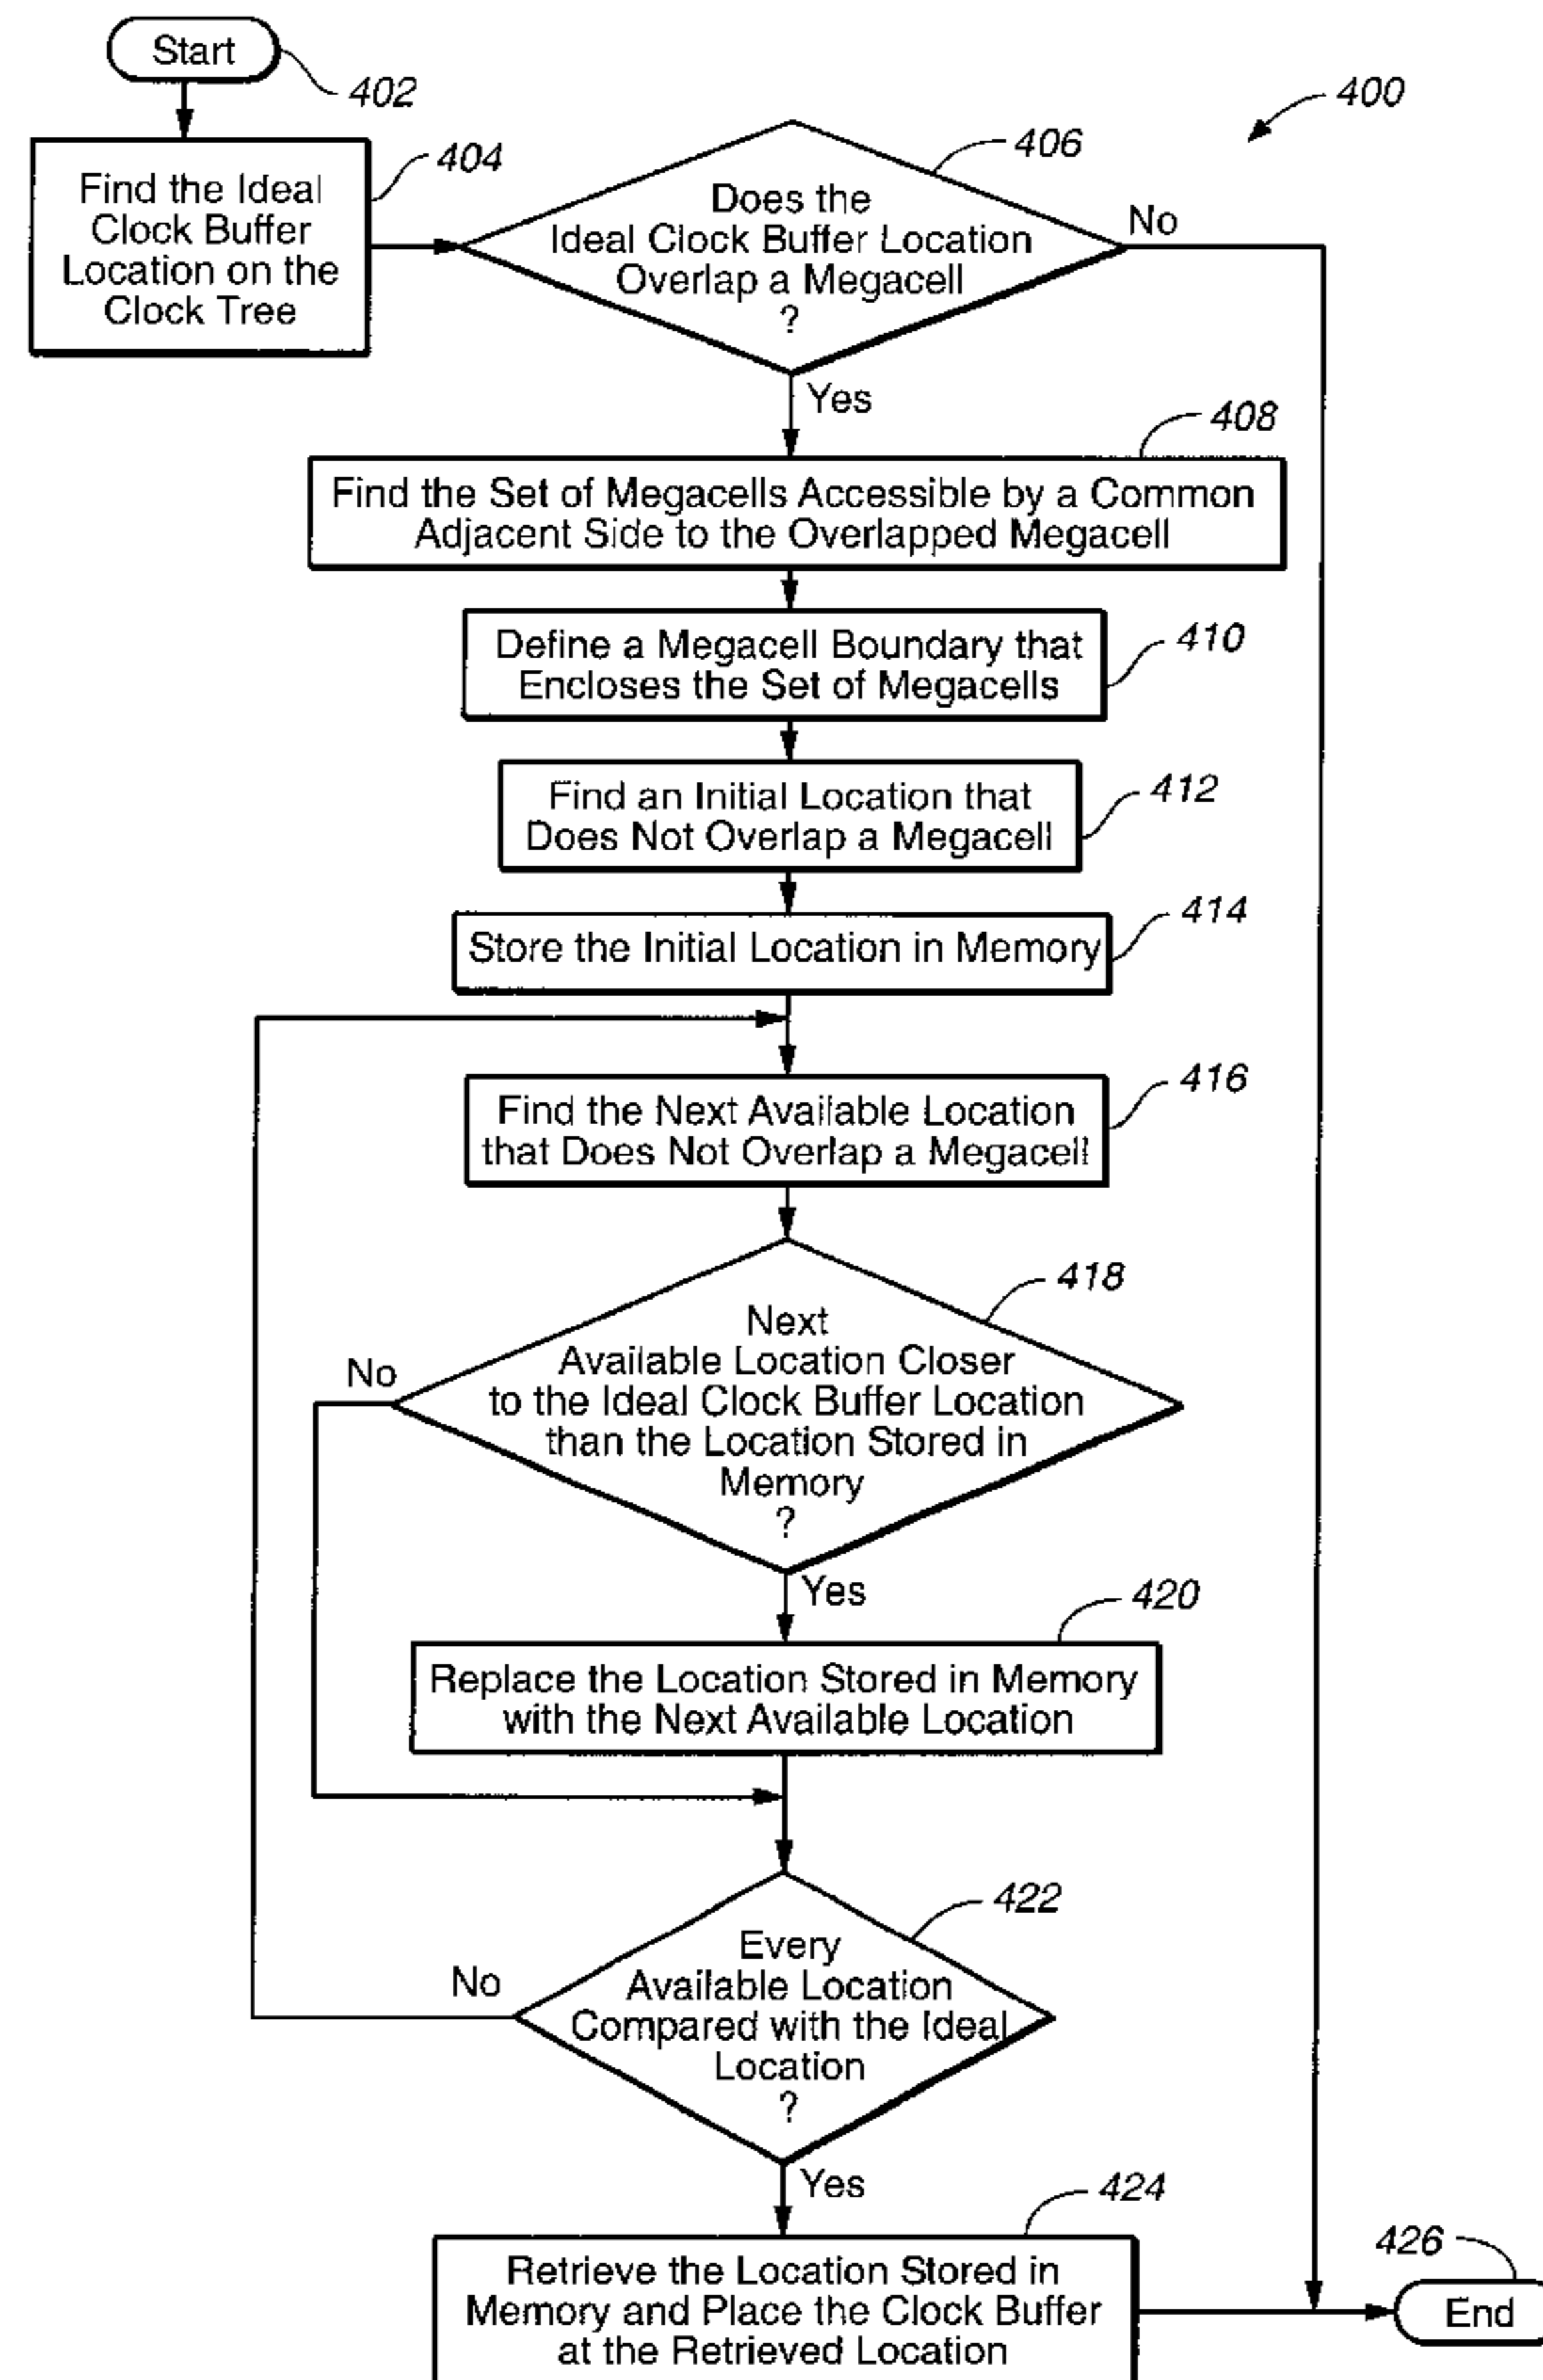 Start
402
400
404
Find the Ideal
Clock Buffer
Location on the
Clock Tree
406
Does the
Ideal Clock Buffer Location
Overlap a Megacell
?
No
Yes
408
Find the Set of Megacells Accessible by a Common
Adjacent Side to the Overlapped Megacell
410
Define a Megacell Boundary that
Encloses the Set of Megacells
412
Find an Initial Location that
Does Not Overlap a Megacell
414
Store the Initial Location in Memory
416
Find the Next Available Location
that Does Not Overlap a Megacell
418
Next
Available Location Closer
to the Ideal Clock Buffer Location
than the Location Stored in
Memory
?
No
Yes
420
Replace the Location Stored in Memory
with the Next Available Location
422
Every
Available Location
Compared with the Ideal
Location
?
No
Yes
424
Retrieve the Location Stored in
Memory and Place the Clock Buffer
at the Retrieved Location
426
End